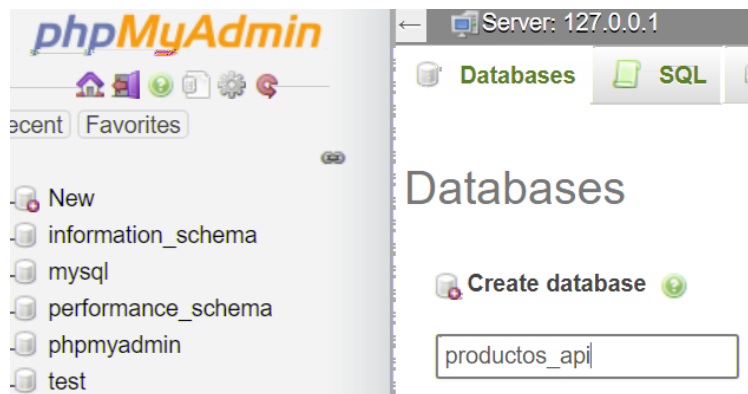 phpMyAdmin
ecent Favorites
New
information_schema
mysql
performance_schema
phpmyadmin
test
Server: 127.0.0.1
Databases SQL
Databases
Create database
productos_api